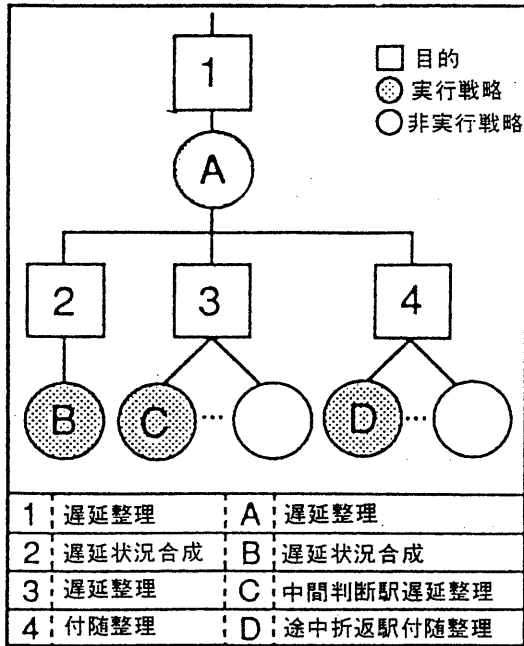 1
目的
実行戦略
非実行戦略
A
2
3
4
B
C
…
D
…
1 遅延整理 A 遅延整理
2 遅延状況合成 B 遅延状況合成
3 遅延整理 C 中間判断駅遅延整理
4 付随整理 D 途中折返駅付随整理